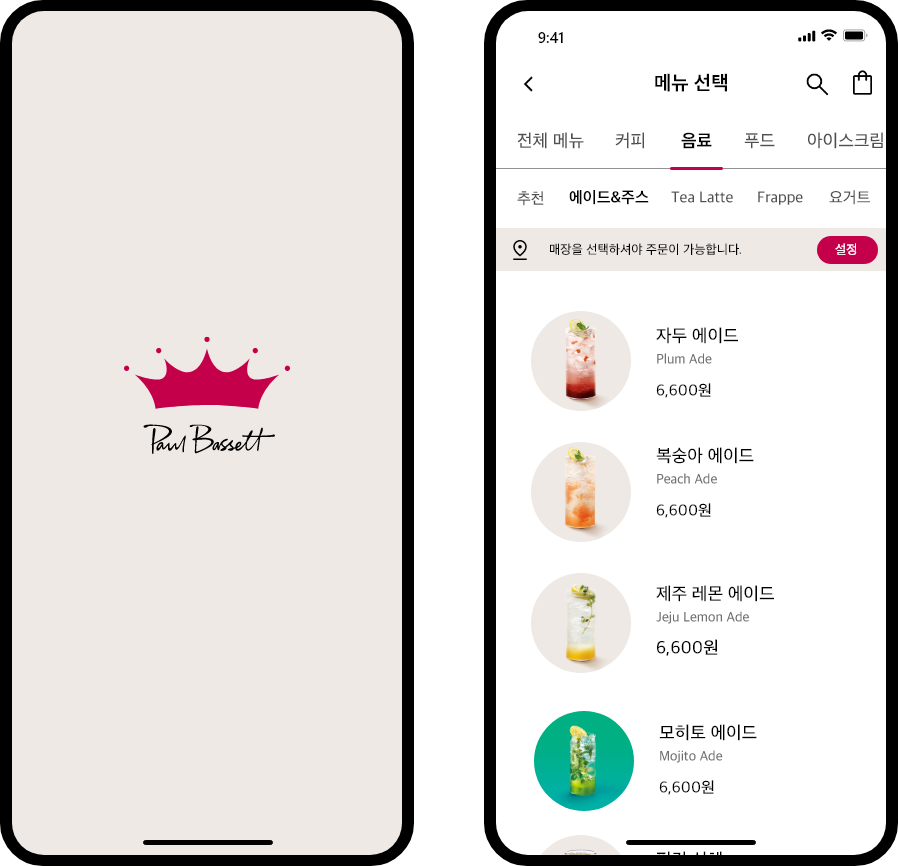 Paul Bassett
9:41
메뉴 선택
전체 메뉴 커피 음료 푸드 아이스크림
추천 에이드&주스 Tea Latte Frappe 요거트
매장을 선택하셔야 주문이 가능합니다. 설정
자두 에이드
Plum Ade
6,600원
복숭아 에이드
Peach Ade
6,600원
제주 레몬 에이드
Jeju Lemon Ade
6,600원
모히토 에이드
Mojito Ade
6,600원